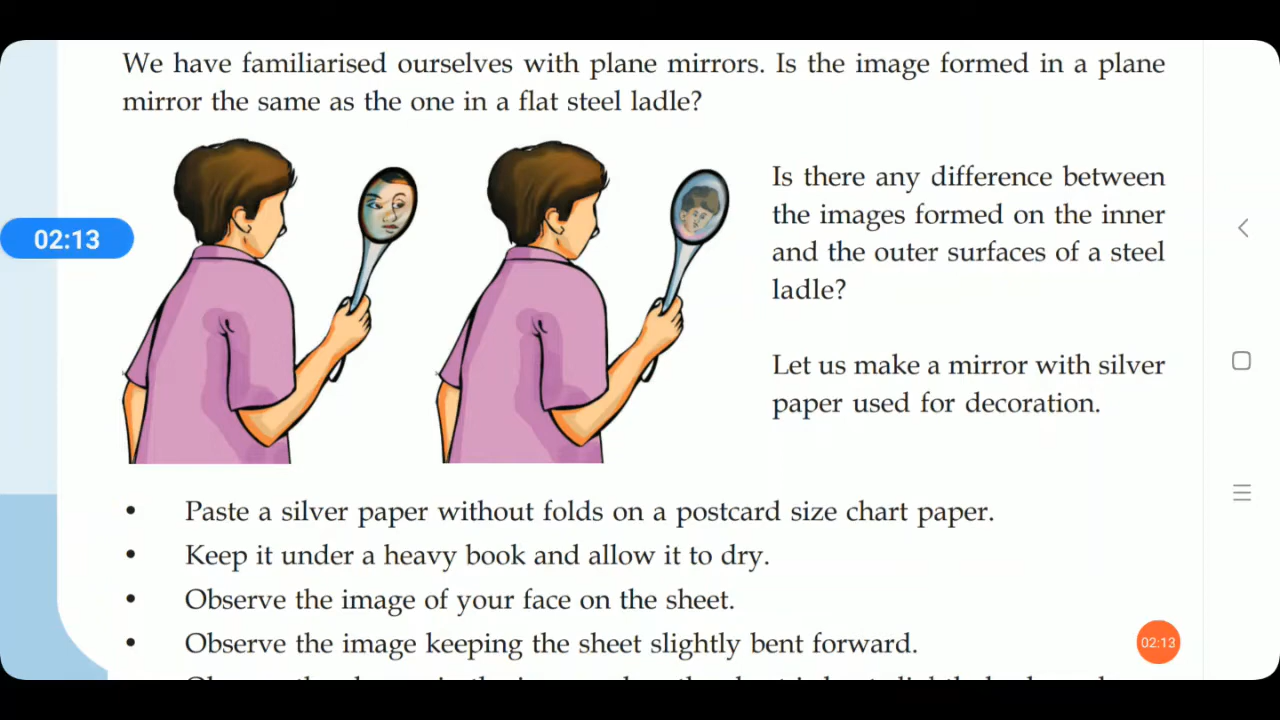 We have familiarised ourselves with plane mirrors. Is the image formed in a plane
mirror the same as the one in a flat steel ladle?
02:13
Is there any difference between
the images formed on the inner
and the outer surfaces of a steel
ladle?
Let us make a mirror with silver
paper used for decoration.
• Paste a silver paper without folds on a postcard size chart paper.
• Keep it under a heavy book and allow it to dry.
• Observe the image of your face on the sheet.
• Observe the image keeping the sheet slightly bent forward.
02:13